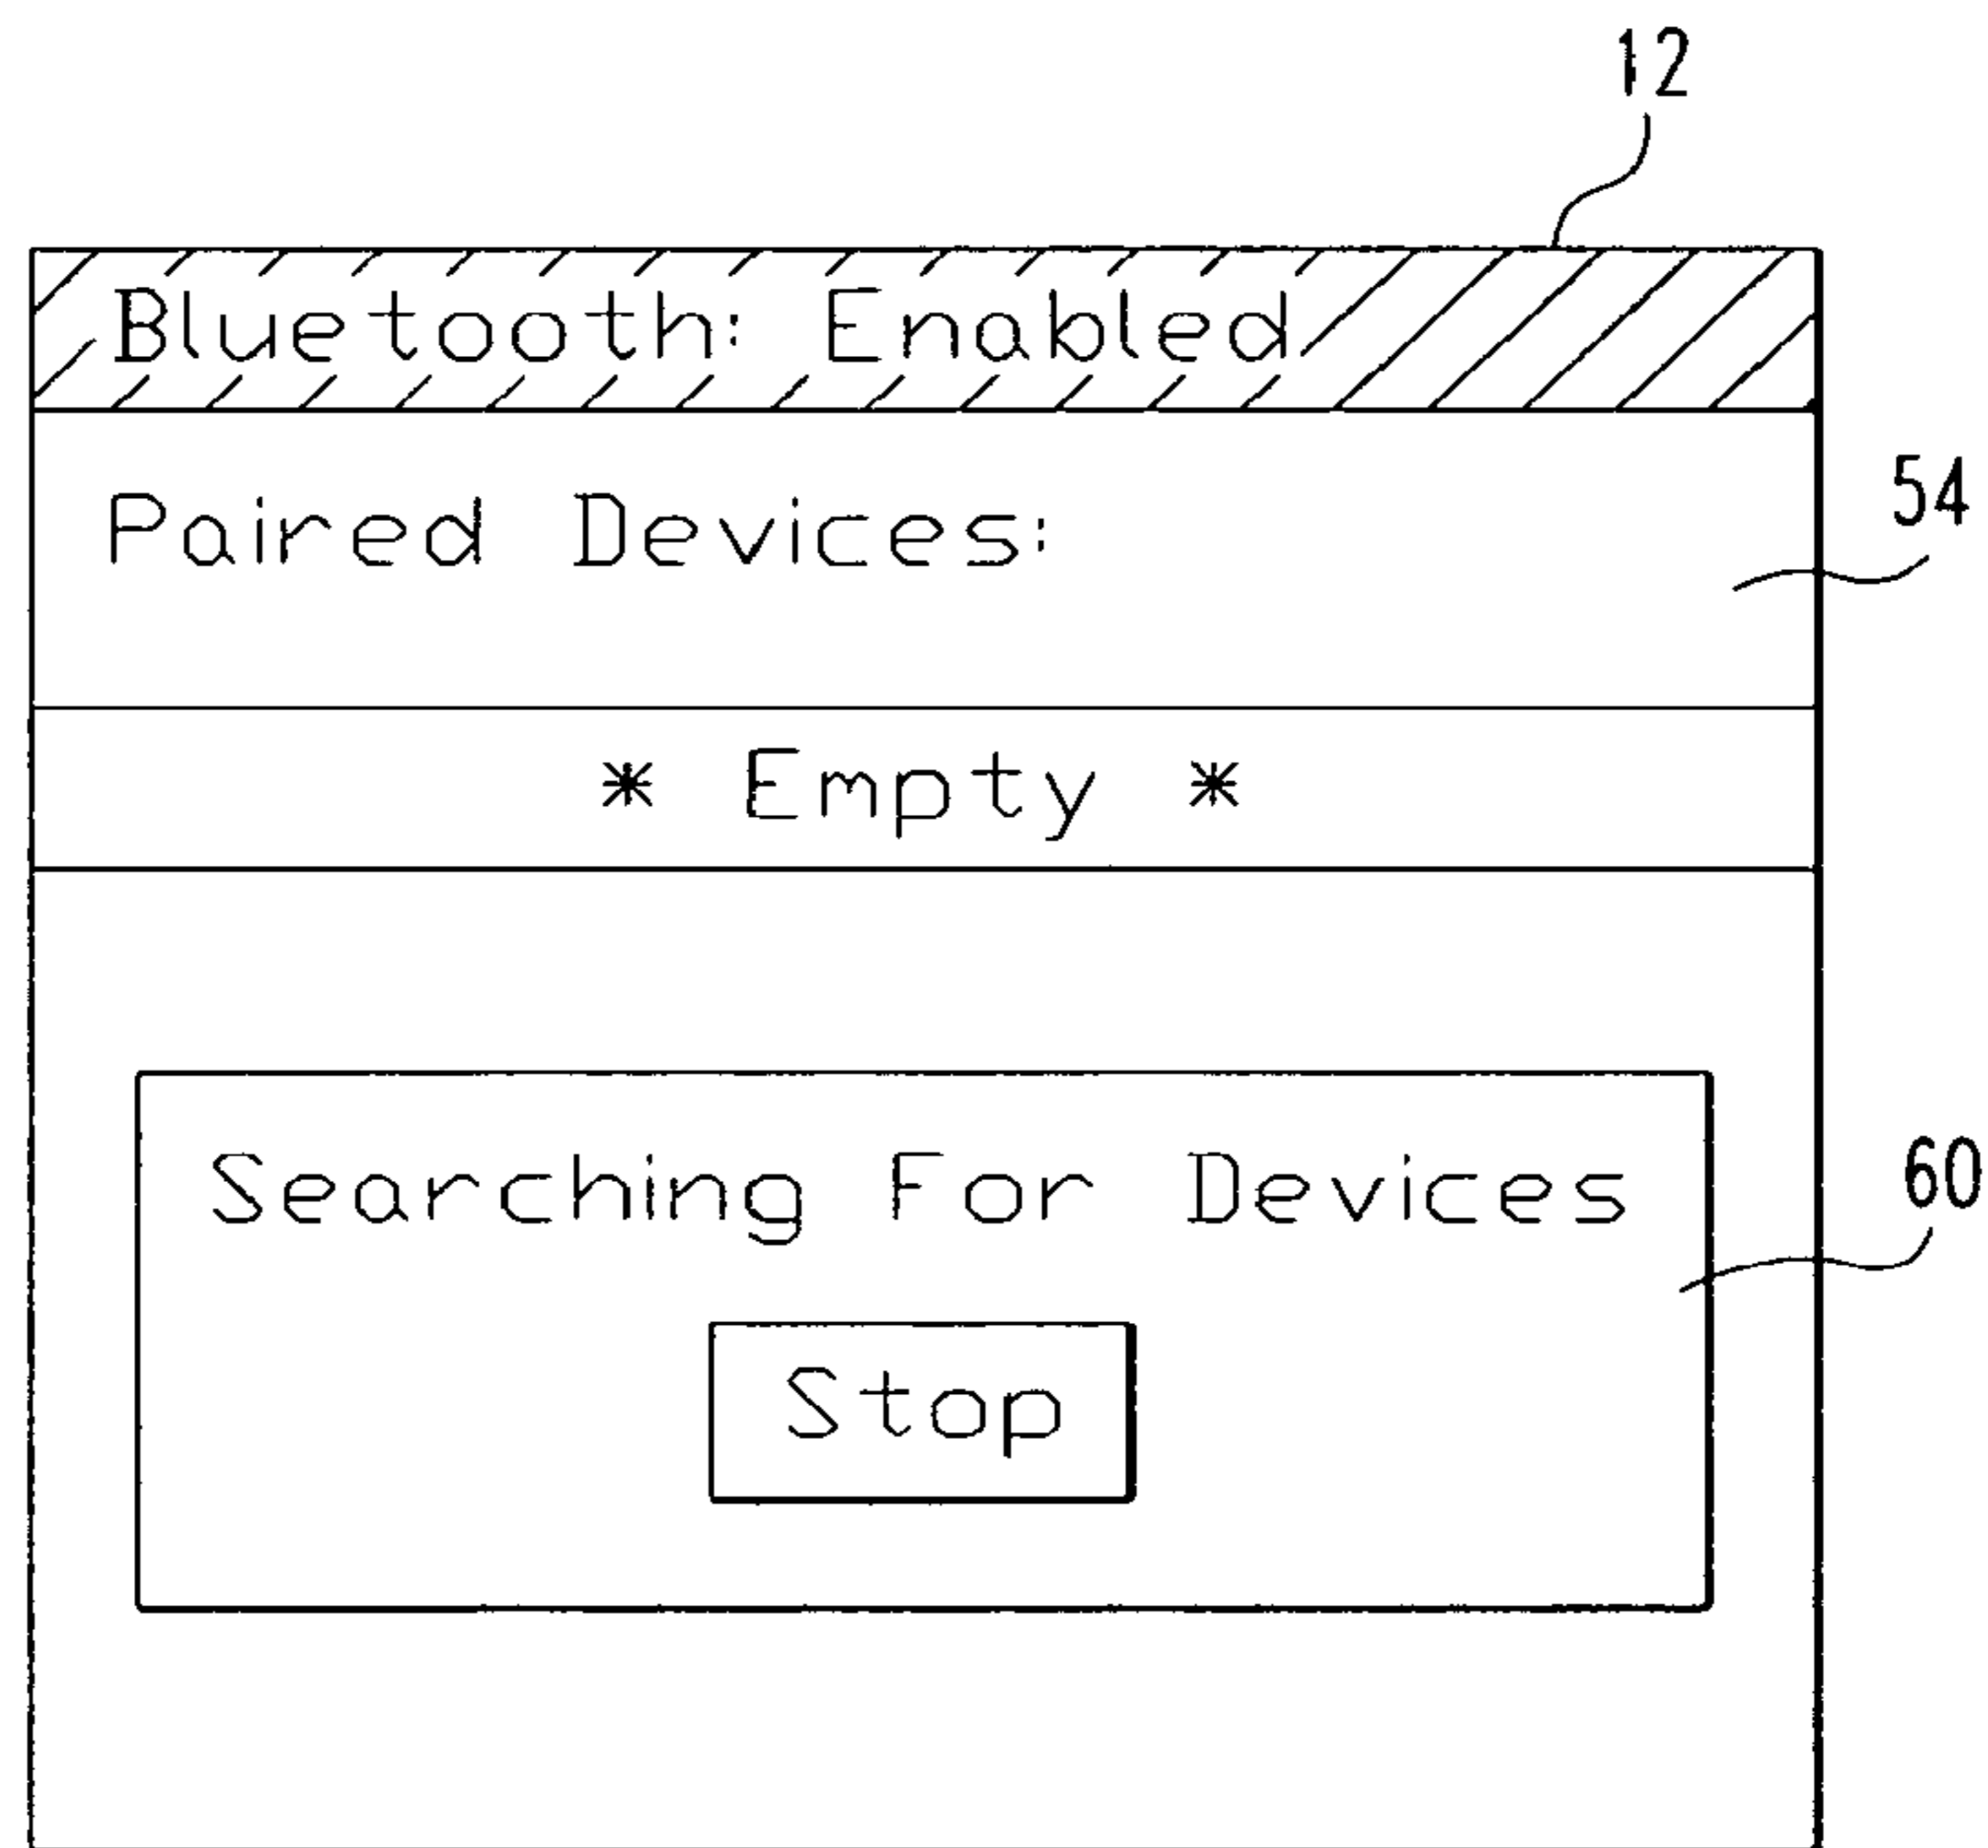 12
Bluetooth: Enabled
54
Paired Devices:
* Empty *
60
Searching For Devices
Stop